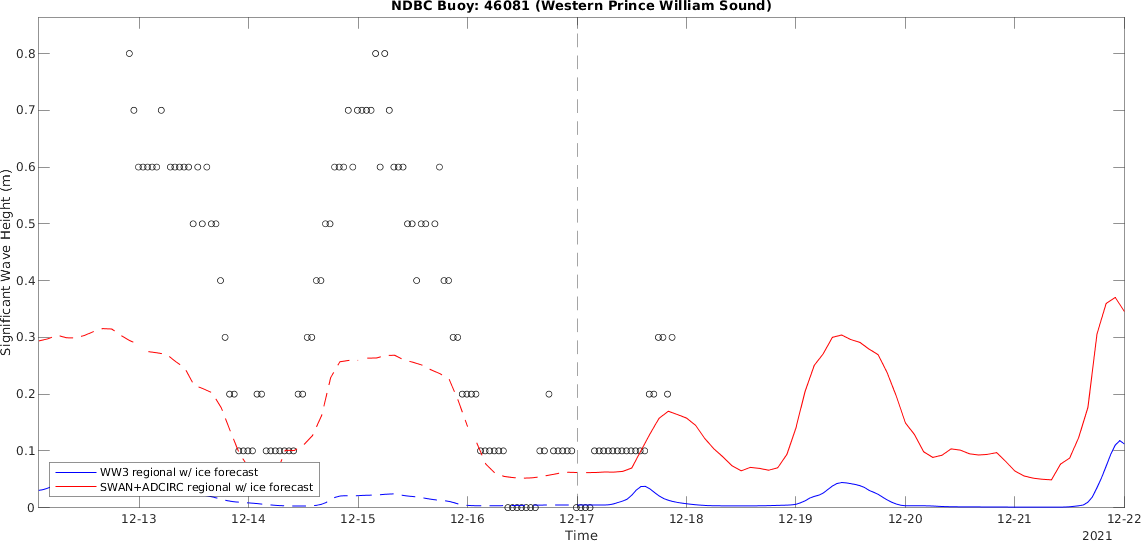 NDBC Buoy: 46081 (Western Prince William Sound)
Significant Wave Height (m)
0.8
0.7
0.6
0.5
0.4
0.3
0.2
0.1
0
WW3 regional w/ ice forecast
SWAN+ADCIRC regional w/ ice forecast
12-13 12-14 12-15 12-16 12-17 12-18 12-19 12-20 12-21 12-22
Time
2021